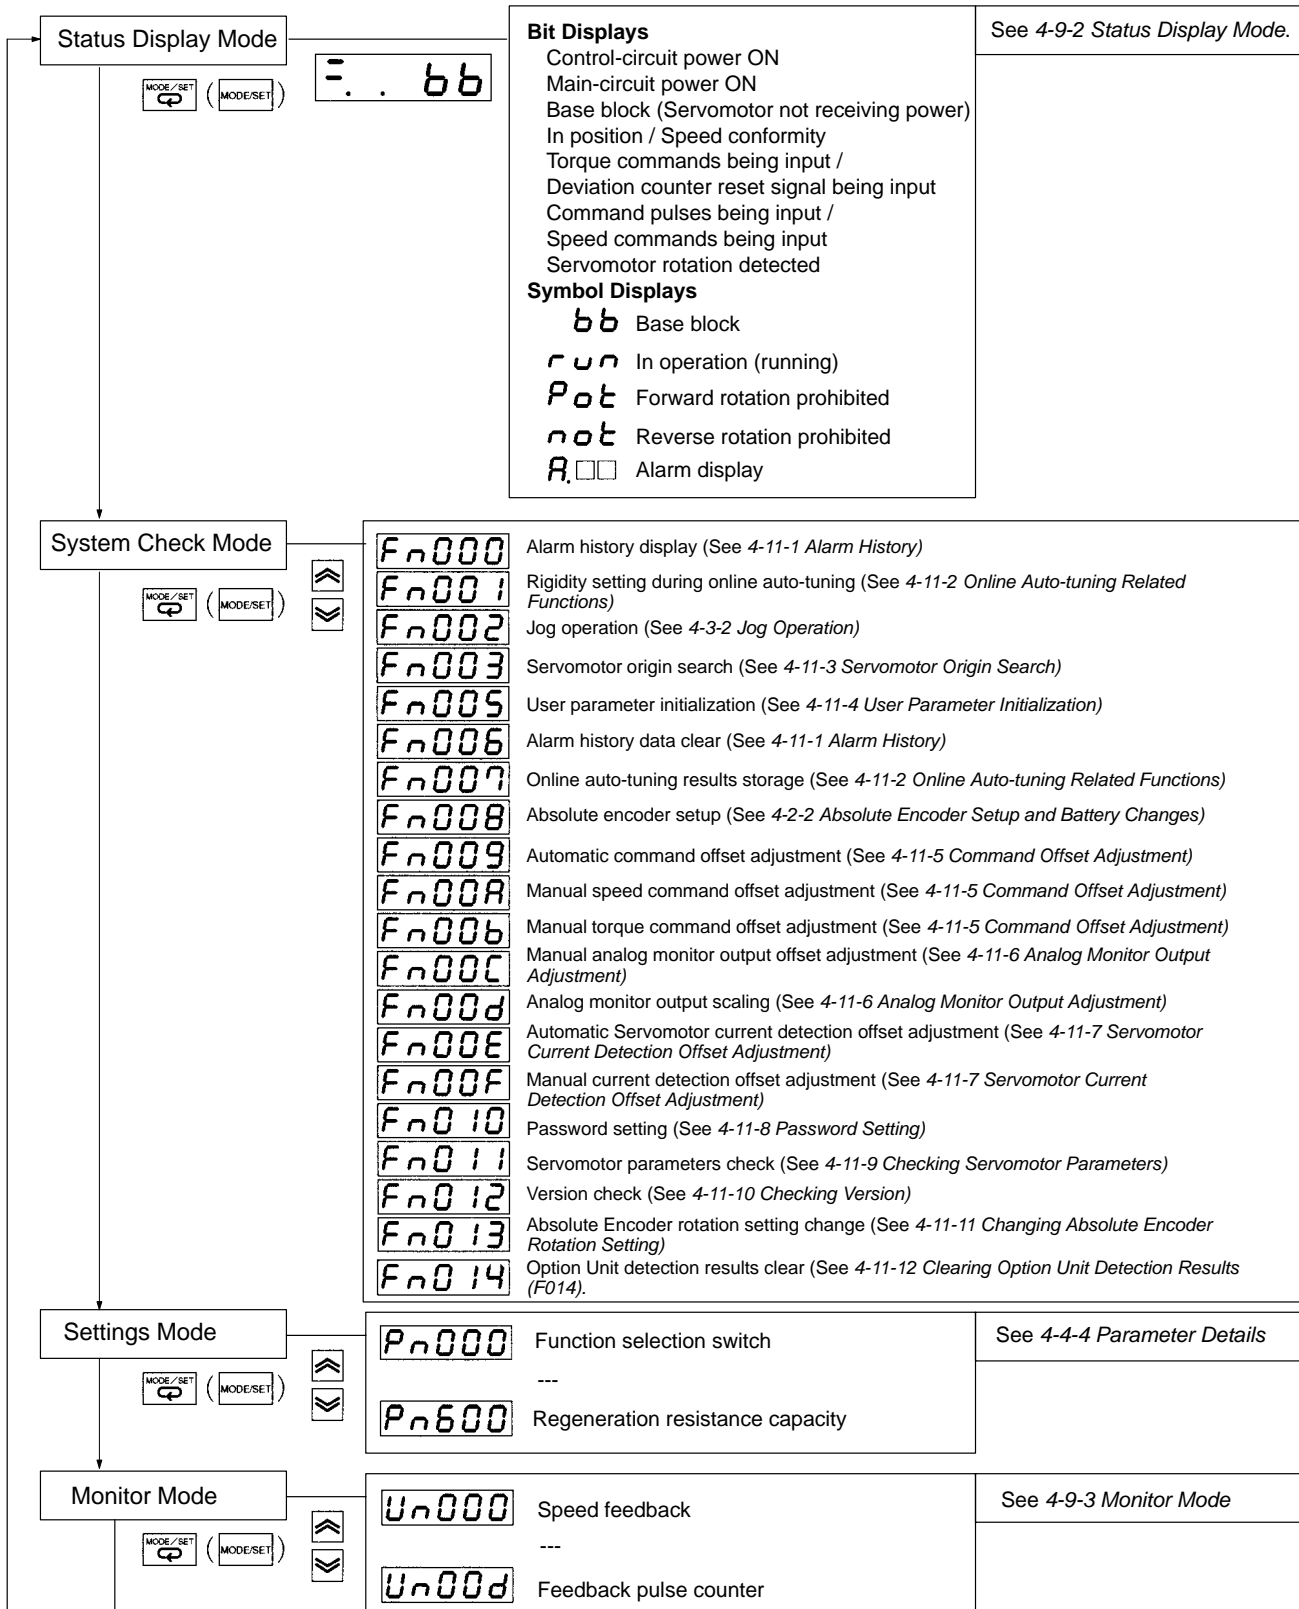 Status Display Mode
MODE/SET ( MODE/SET )
bb
Bit Displays
Control-circuit power ON
Main-circuit power ON
Base block (Servomotor not receiving power)
In position / Speed conformity
Torque commands being input /
Deviation counter reset signal being input
Command pulses being input /
Speed commands being input
Servomotor rotation detected
Symbol Displays
bb Base block
run In operation (running)
Pot Forward rotation prohibited
not Reverse rotation prohibited
A.□□ Alarm display
See 4-9-2 Status Display Mode.
System Check Mode
MODE/SET ( MODE/SET )
Fn000 Alarm history display (See 4-11-1 Alarm History)
Fn001 Rigidity setting during online auto-tuning (See 4-11-2 Online Auto-tuning Related
Functions)
Fn002 Jog operation (See 4-3-2 Jog Operation)
Fn003 Servomotor origin search (See 4-11-3 Servomotor Origin Search)
Fn005 User parameter initialization (See 4-11-4 User Parameter Initialization)
Fn006 Alarm history data clear (See 4-11-1 Alarm History)
Fn007 Online auto-tuning results storage (See 4-11-2 Online Auto-tuning Related Functions)
Fn008 Absolute encoder setup (See 4-2-2 Absolute Encoder Setup and Battery Changes)
Fn009 Automatic command offset adjustment (See 4-11-5 Command Offset Adjustment)
Fn00A Manual speed command offset adjustment (See 4-11-5 Command Offset Adjustment)
Fn00b Manual torque command offset adjustment (See 4-11-5 Command Offset Adjustment)
Fn00C Manual analog monitor output offset adjustment (See 4-11-6 Analog Monitor Output
Adjustment)
Fn00d Analog monitor output scaling (See 4-11-6 Analog Monitor Output Adjustment)
Fn00E Automatic Servomotor current detection offset adjustment (See 4-11-7 Servomotor
Current Detection Offset Adjustment)
Fn00F Manual current detection offset adjustment (See 4-11-7 Servomotor Current
Detection Offset Adjustment)
Fn010 Password setting (See 4-11-8 Password Setting)
Fn011 Servomotor parameters check (See 4-11-9 Checking Servomotor Parameters)
Fn012 Version check (See 4-11-10 Checking Version)
Fn013 Absolute Encoder rotation setting change (See 4-11-11 Changing Absolute Encoder
Rotation Setting)
Fn014 Option Unit detection results clear (See 4-11-12 Clearing Option Unit Detection Results
(F014).
Settings Mode
MODE/SET ( MODE/SET )
Pn000 Function selection switch
---
Pn600 Regeneration resistance capacity
See 4-4-4 Parameter Details
Monitor Mode
MODE/SET ( MODE/SET )
Un000 Speed feedback
---
Un00d Feedback pulse counter
See 4-9-3 Monitor Mode